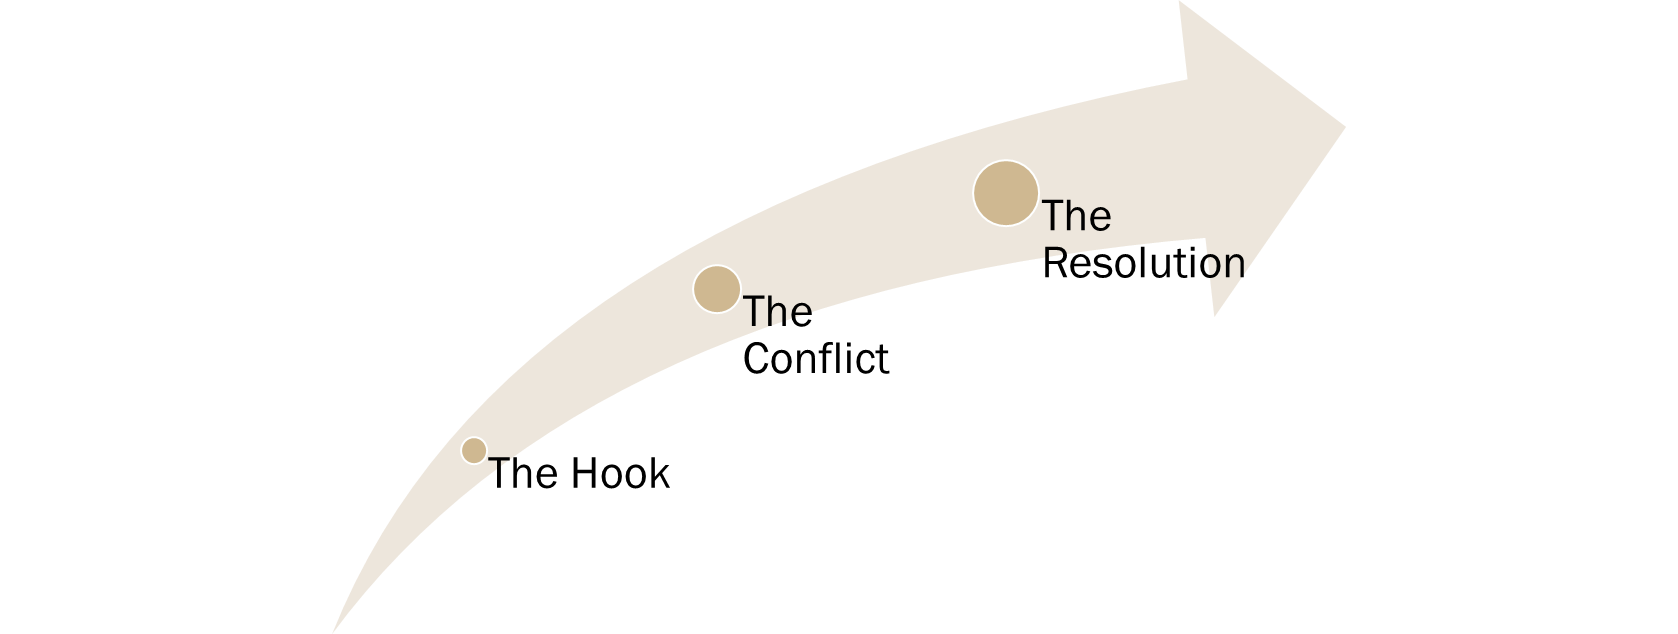 The
Resolution
The
Conflict
The Hook